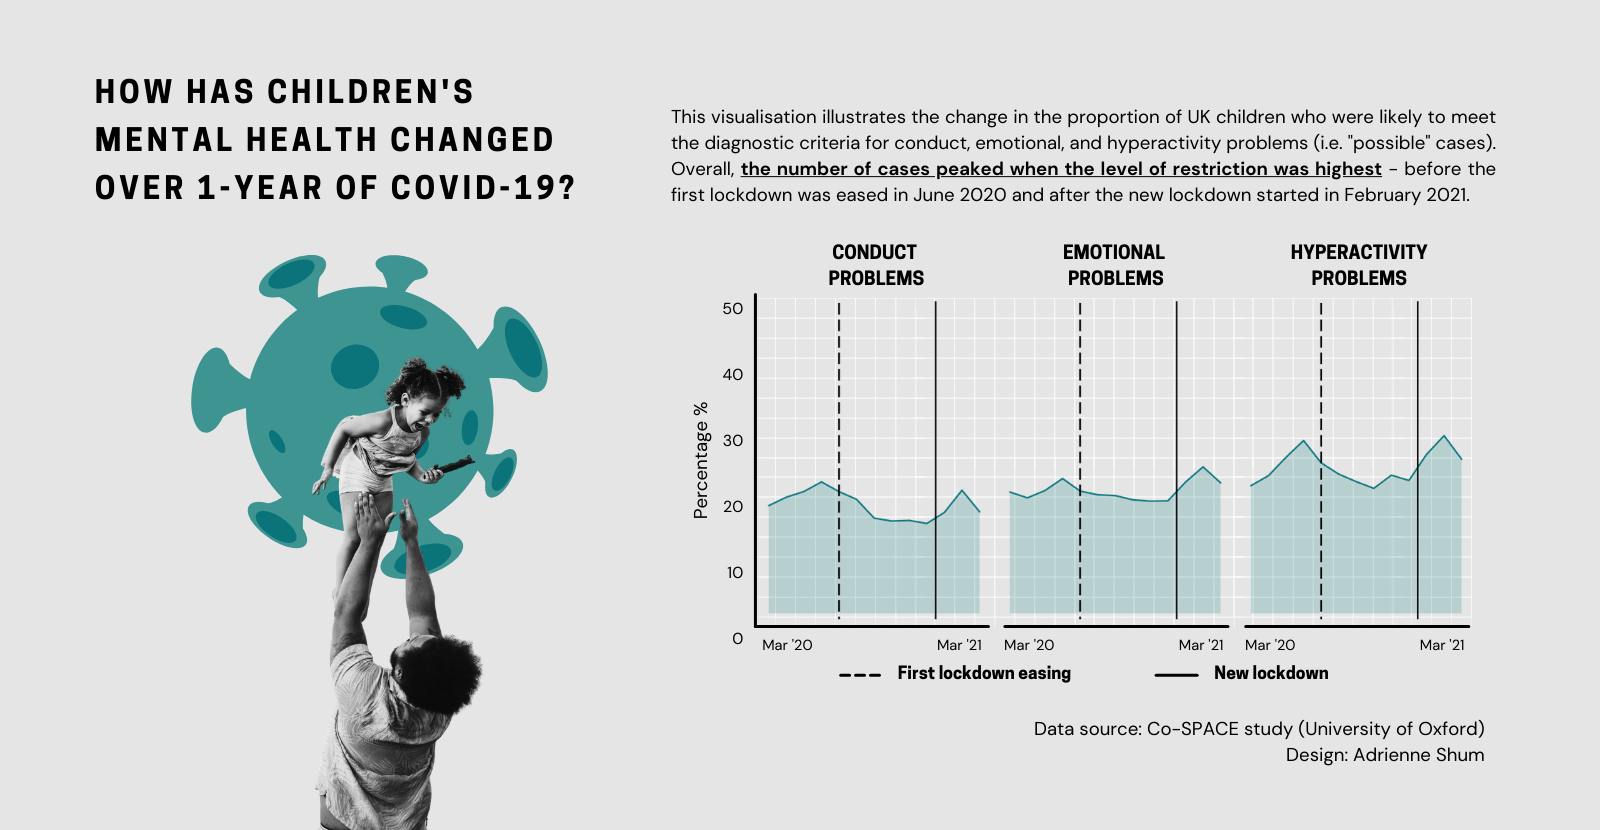 HOW HAS CHILDREN'S
MENTAL HEALTH CHANGED
OVER 1-YEAR OF COVID-19?
This visualisation illustrates the change in the proportion of UK children who were likely to meet
the diagnostic criteria for conduct, emotional, and hyperactivity problems (i.e. "possible" cases).
Overall, the number of cases peaked when the level of restriction was highest - before the
first lockdown was eased in June 2020 and after the new lockdown started in February 2021.
CONDUCT
PROBLEMS
EMOTIONAL
PROBLEMS
HYPERACTIVITY
PROBLEMS
Percentage %
50
40
30
20
10
0
Mar '20
Mar '21
Mar '20
Mar '21
Mar '20
Mar '21
First lockdown easing
New lockdown
Data source: Co-SPACE study (University of Oxford)
Design: Adrienne Shum